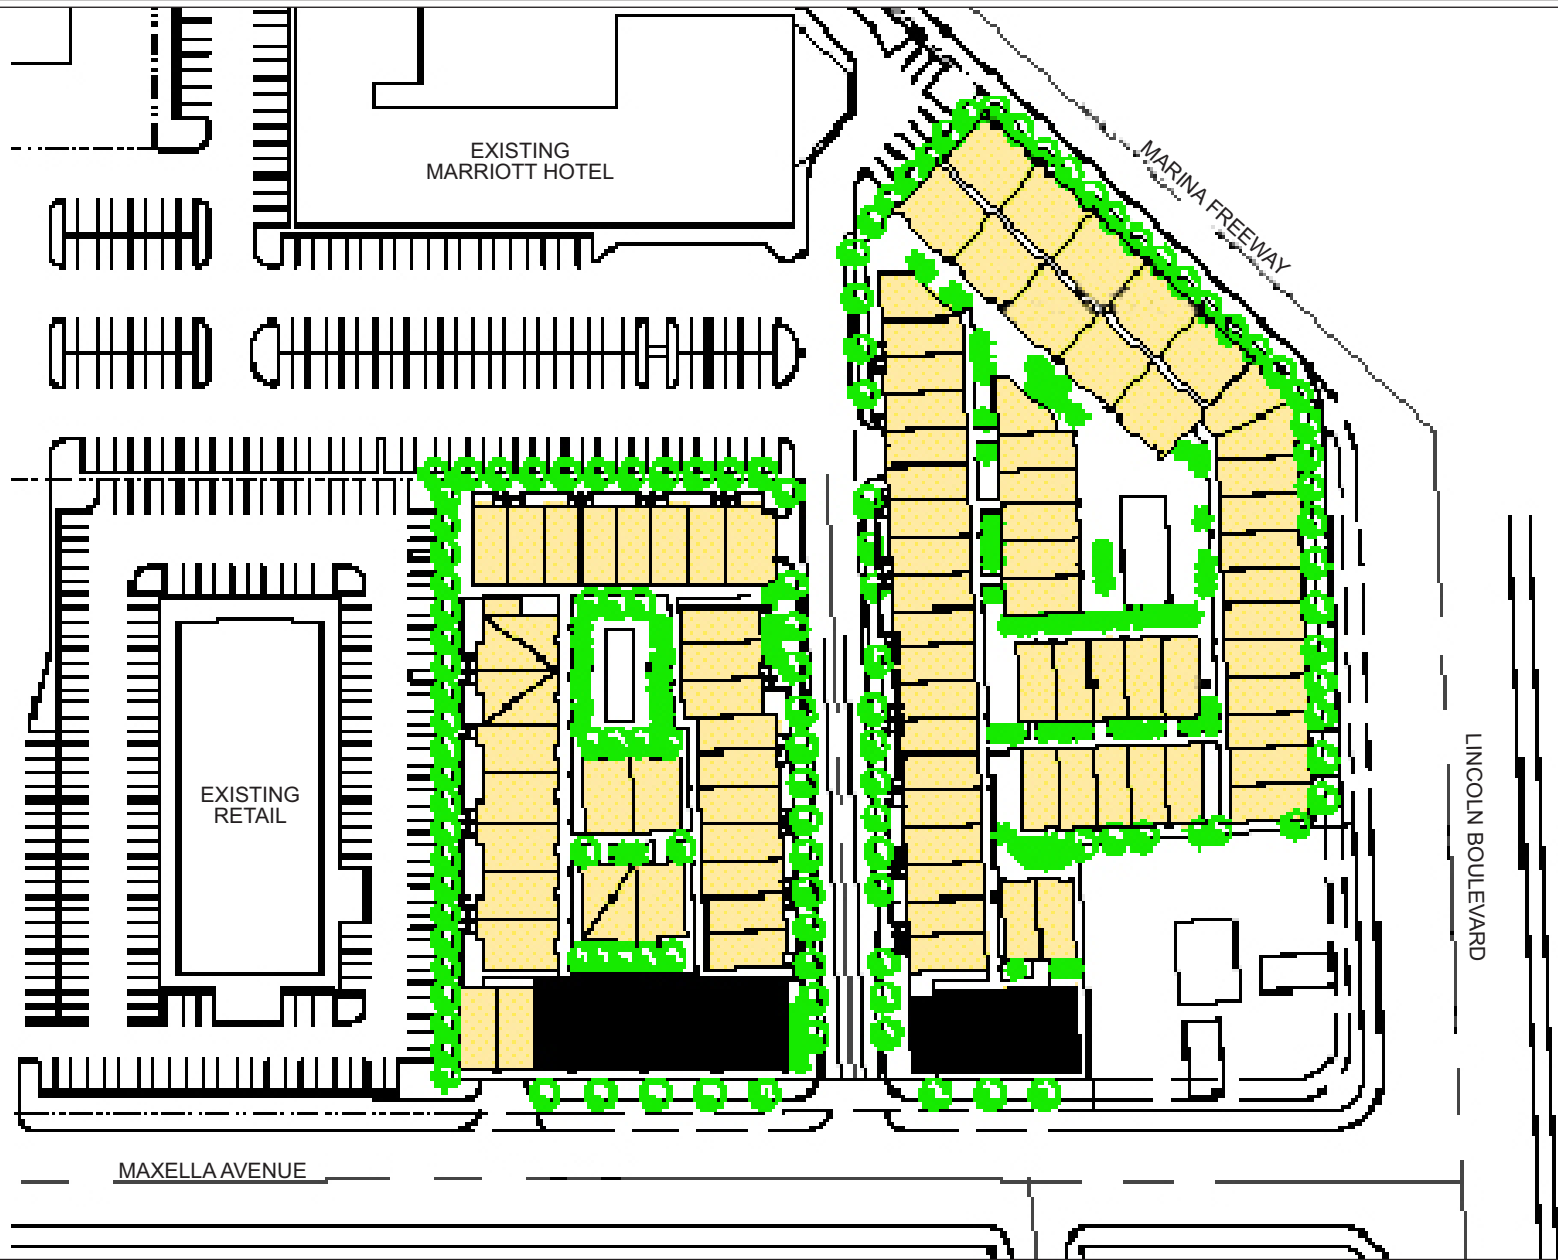 EXISTING
MARRIOTT HOTEL
MARINA FREEWAY
EXISTING
RETAIL
LINCOLN BOULEVARD
MAXELLA AVENUE